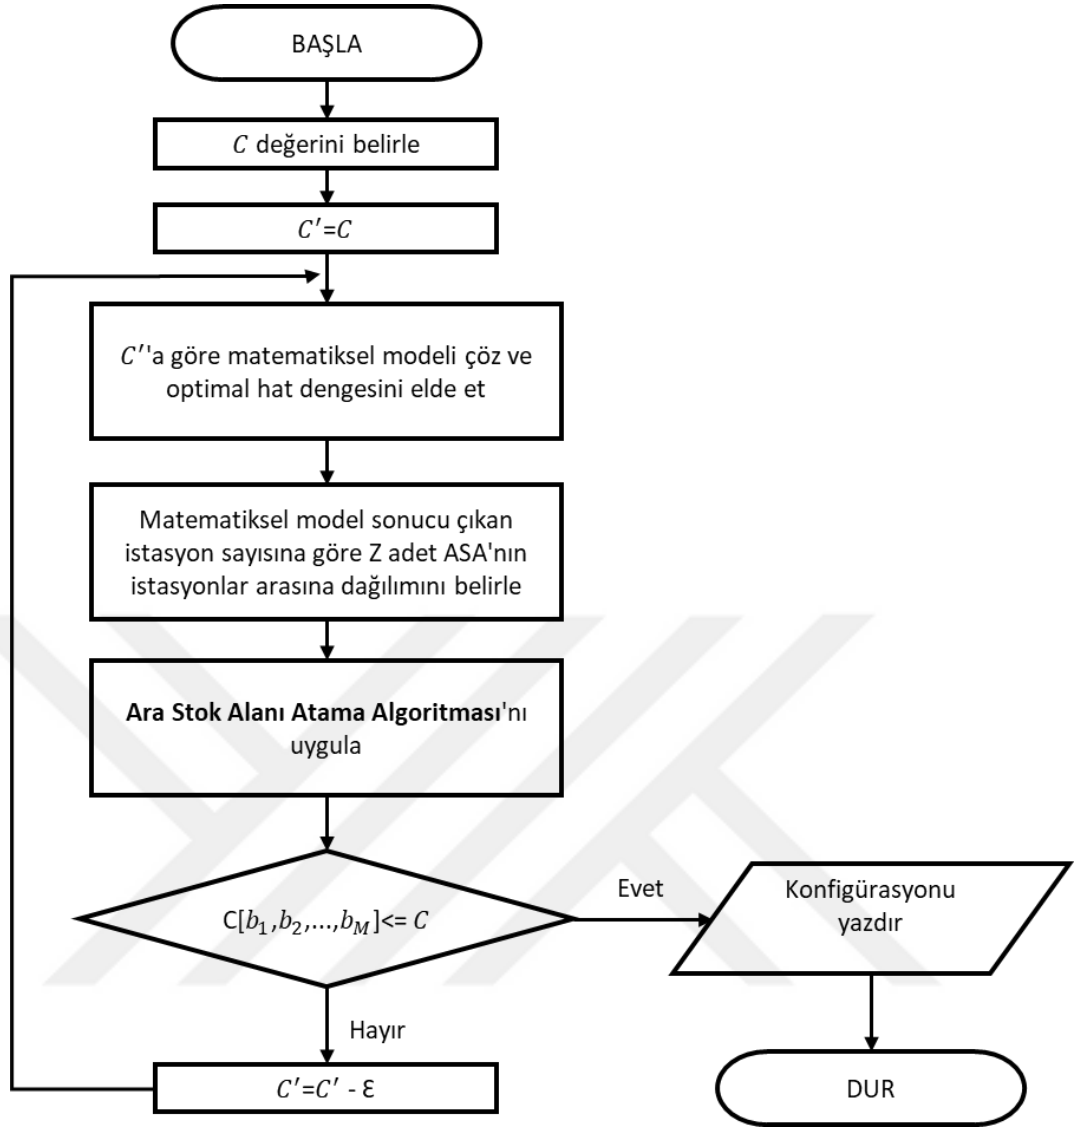 BAŞLA
C değerini belirle
C′=C
C′'a göre matematiksel modeli çöz ve
optimal hat dengesini elde et
Matematiksel model sonucu çıkan
istasyon sayısına göre Z adet ASA'nın
istasyonlar arasına dağılımını belirle
Ara Stok Alanı Atama Algoritması'nı
uygula
C[b₁,b₂,...,b_M]<= C
Evet
Konfigürasyonu
yazdır
Hayır
C′=C′ - Ɛ
DUR